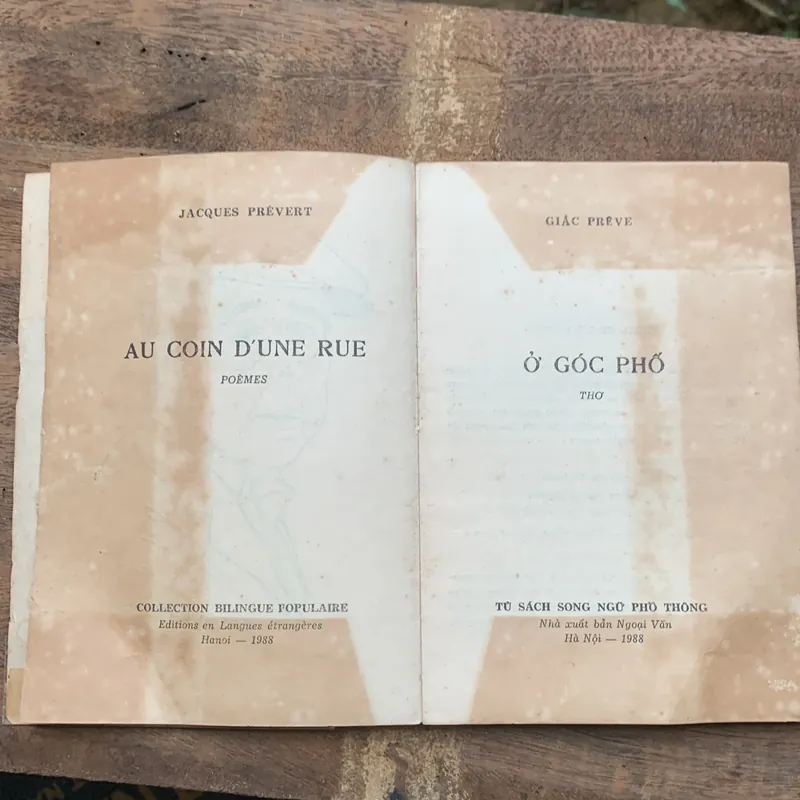 JACQUES PRÉVERT
AU COIN D'UNE RUE
POÈMES
COLLECTION BILINGUE POPULAIRE
Editions en Langues étrangères
Hanoi — 1988
GIẮC PRÊVE
Ở GÓC PHỐ
THƠ
TỦ SÁCH SONG NGỮ PHỔ THÔNG
Nhà xuất bản Ngoại Văn
Hà Nội — 1988